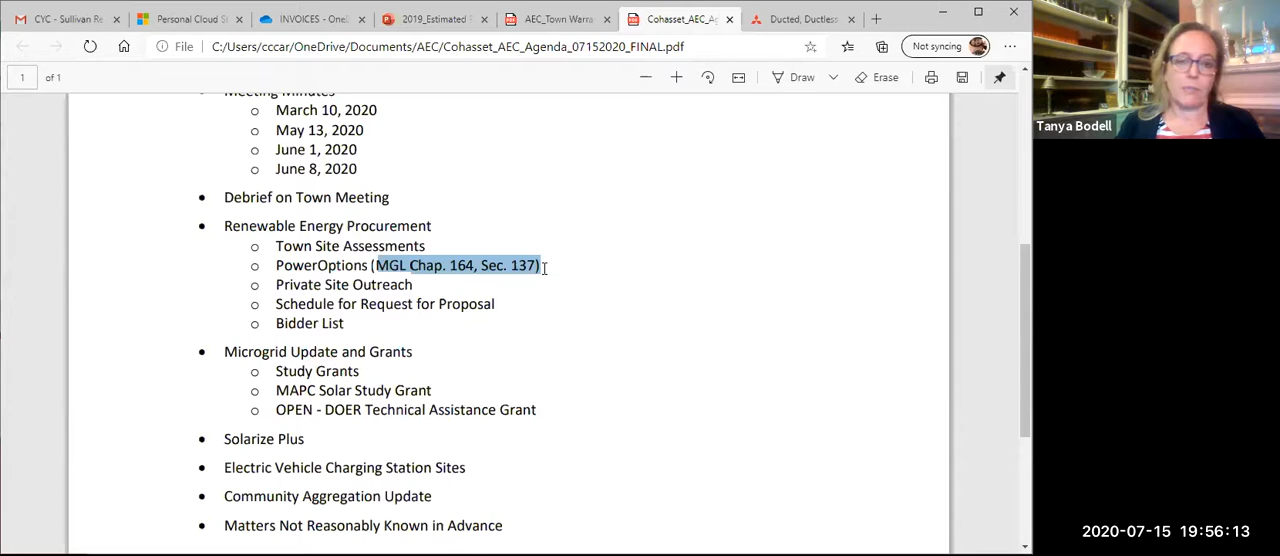 CYC - Sullivan Re
Personal Cloud S
INVOICES - OneD
2019_Estimated F
AEC_Town Warra
Cohasset_AEC_Ag
Ducted, Ductless
File
C:/Users/cccar/OneDrive/Documents/AEC/Cohasset_AEC_Agenda_07152020_FINAL.pdf
Not syncing
1 of 1
Draw
Erase
Meeting Minutes
March 10, 2020
May 13, 2020
June 1, 2020
June 8, 2020
Debrief on Town Meeting
Renewable Energy Procurement
Town Site Assessments
PowerOptions (MGL Chap. 164, Sec. 137)
Private Site Outreach
Schedule for Request for Proposal
Bidder List
Microgrid Update and Grants
Study Grants
MAPC Solar Study Grant
OPEN - DOER Technical Assistance Grant
Solarize Plus
Electric Vehicle Charging Station Sites
Community Aggregation Update
Matters Not Reasonably Known in Advance
Tanya Bodell
2020-07-15 19:56:13